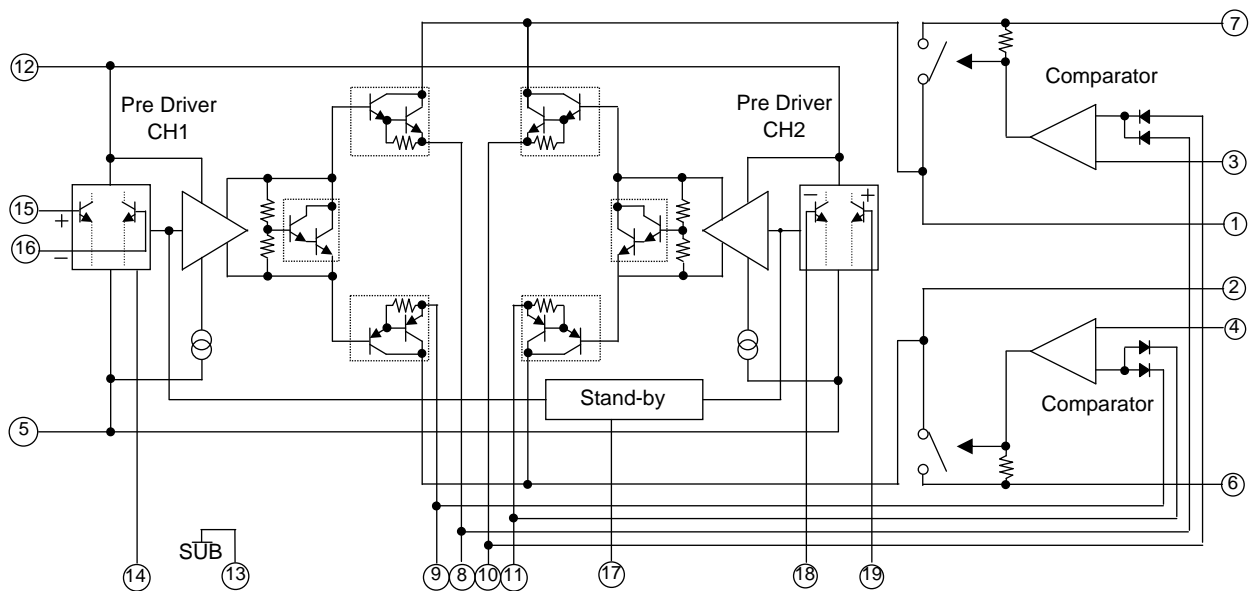 7
12
Comparator
Pre Driver
CH1
Pre Driver
CH2
3
15
+
16
−
− +
1
2
4
Stand-by
Comparator
5
6
SUB
14
13
9
8
10
11
17
18
19